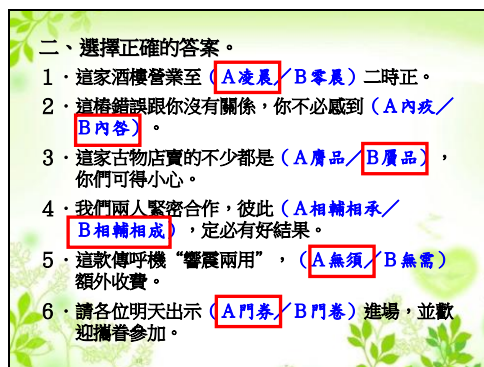 二、選擇正確的答案。
1．這家酒樓營業至（A凌晨／B零晨）二時正。
2．這樁錯誤跟你沒有關係，你不必感到（A內疚／
B內咎）。
3．這家古物店賣的不少都是（A膺品／B贋品），
你們可得小心。
4．我們兩人緊密合作，彼此（A相輔相承／
B相輔相成），定必有好結果。
5．這款傳呼機“響震兩用”，（A無須／B無需）
額外收費。
6．請各位明天出示（A門券／B門卷）進場，並歡
迎攜眷參加。